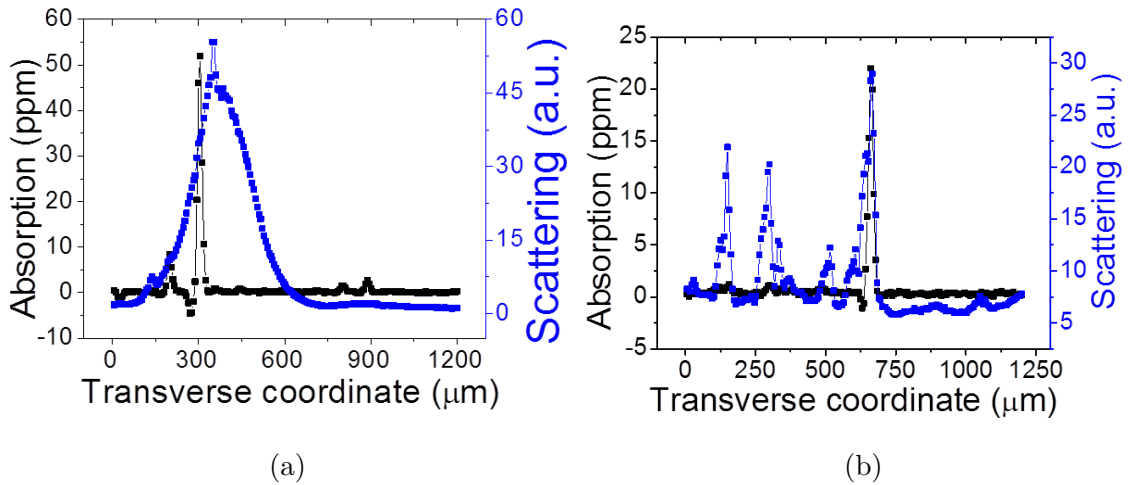 60
50
40
30
20
10
0
-10
Absorption (ppm)
60
45
30
15
0
Scattering (a.u.)
0 300 600 900 1200
Transverse coordinate (μm)
(a)
25
20
15
10
5
0
-5
Absorption (ppm)
30
25
20
15
10
5
Scattering (a.u.)
0 250 500 750 1000 1250
Transverse coordinate (μm)
(b)